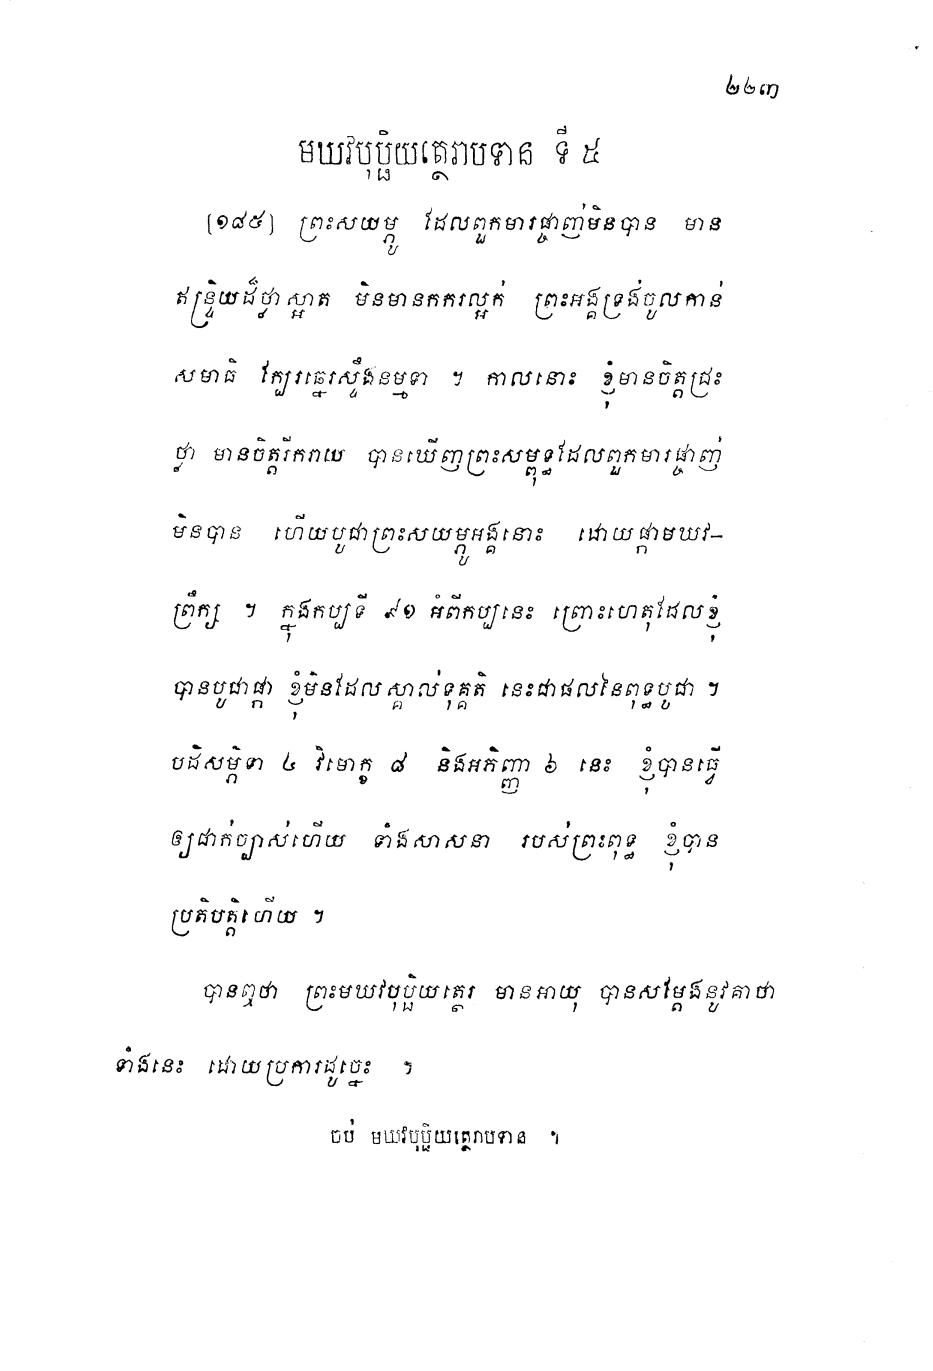 ២២៣
មឃវបុប្ផិយត្ថេរាបទាន ទី ៥
[១៨៥] ព្រះសយម្ភូ ដែលពួកមារផ្ចាញ់មិនបាន មាន
ឥន្ទ្រិយដ៏ថ្លាស្អាត មិនមានកករល្អក់ ព្រះអង្គទ្រង់ចូលកាន់
សមាធិ ក្បែរឆ្នេរស្ទឹងនម្មទា ។ កាលនោះ ខ្ញុំមានចិត្តជ្រះ
ថ្លា មានចិត្តរីករាយ បានឃើញព្រះសម្ពុទ្ធដែលពួកមារផ្ចាញ់
មិនបាន ហើយបូជាព្រះសយម្ភូអង្គនោះ ដោយផ្កាមឃវ-
ព្រឹក្ស ។ ក្នុងកប្បទី ៩១ អំពីកប្បនេះ ព្រោះហេតុដែលខ្ញុំ
បានបូជាផ្កា ខ្ញុំមិនដែលស្គាល់ទុគ្គតិ នេះជាផលនៃពុទ្ធបូជា ។
បដិសម្ភិទា ៤ វិមោក្ខ ៨ និងអភិញ្ញា ៦ នេះ ខ្ញុំបានធ្វើ
ឲ្យជាក់ច្បាស់ហើយ ទាំងសាសនា របស់ព្រះពុទ្ធ ខ្ញុំបាន
ប្រតិបត្តិហើយ ។
បានឮថា ព្រះមឃវបុប្ផិយត្ថេរ មានអាយុ បានសម្តែងនូវគាថា
ទាំងនេះ ដោយប្រការដូច្នេះ ។
ចប់ មឃវបុប្ផិយត្ថេរាបទាន ។